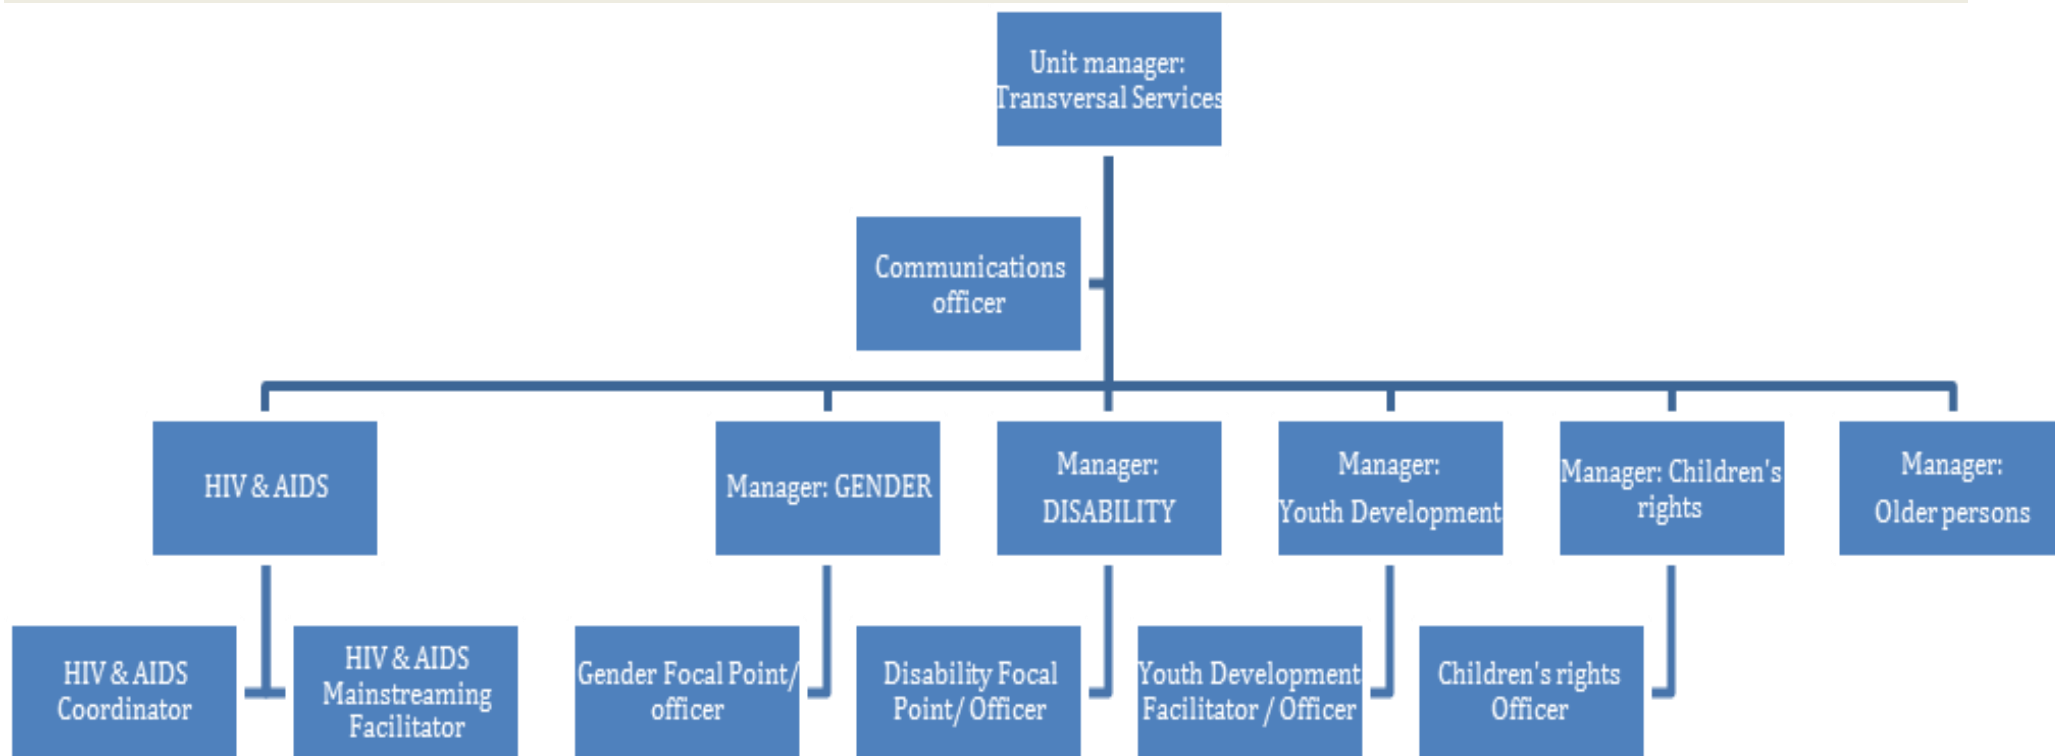 Unit manager:
Transversal Services
Communications
officer
HIV & AIDS
Manager: GENDER
Manager:
DISABILITY
Manager:
Youth Development
Manager: Children's
rights
Manager:
Older persons
HIV & AIDS
Coordinator
HIV & AIDS
Mainstreaming
Facilitator
Gender Focal Point/
officer
Disability Focal
Point/ Officer
Youth Development
Facilitator / Officer
Children's rights
Officer